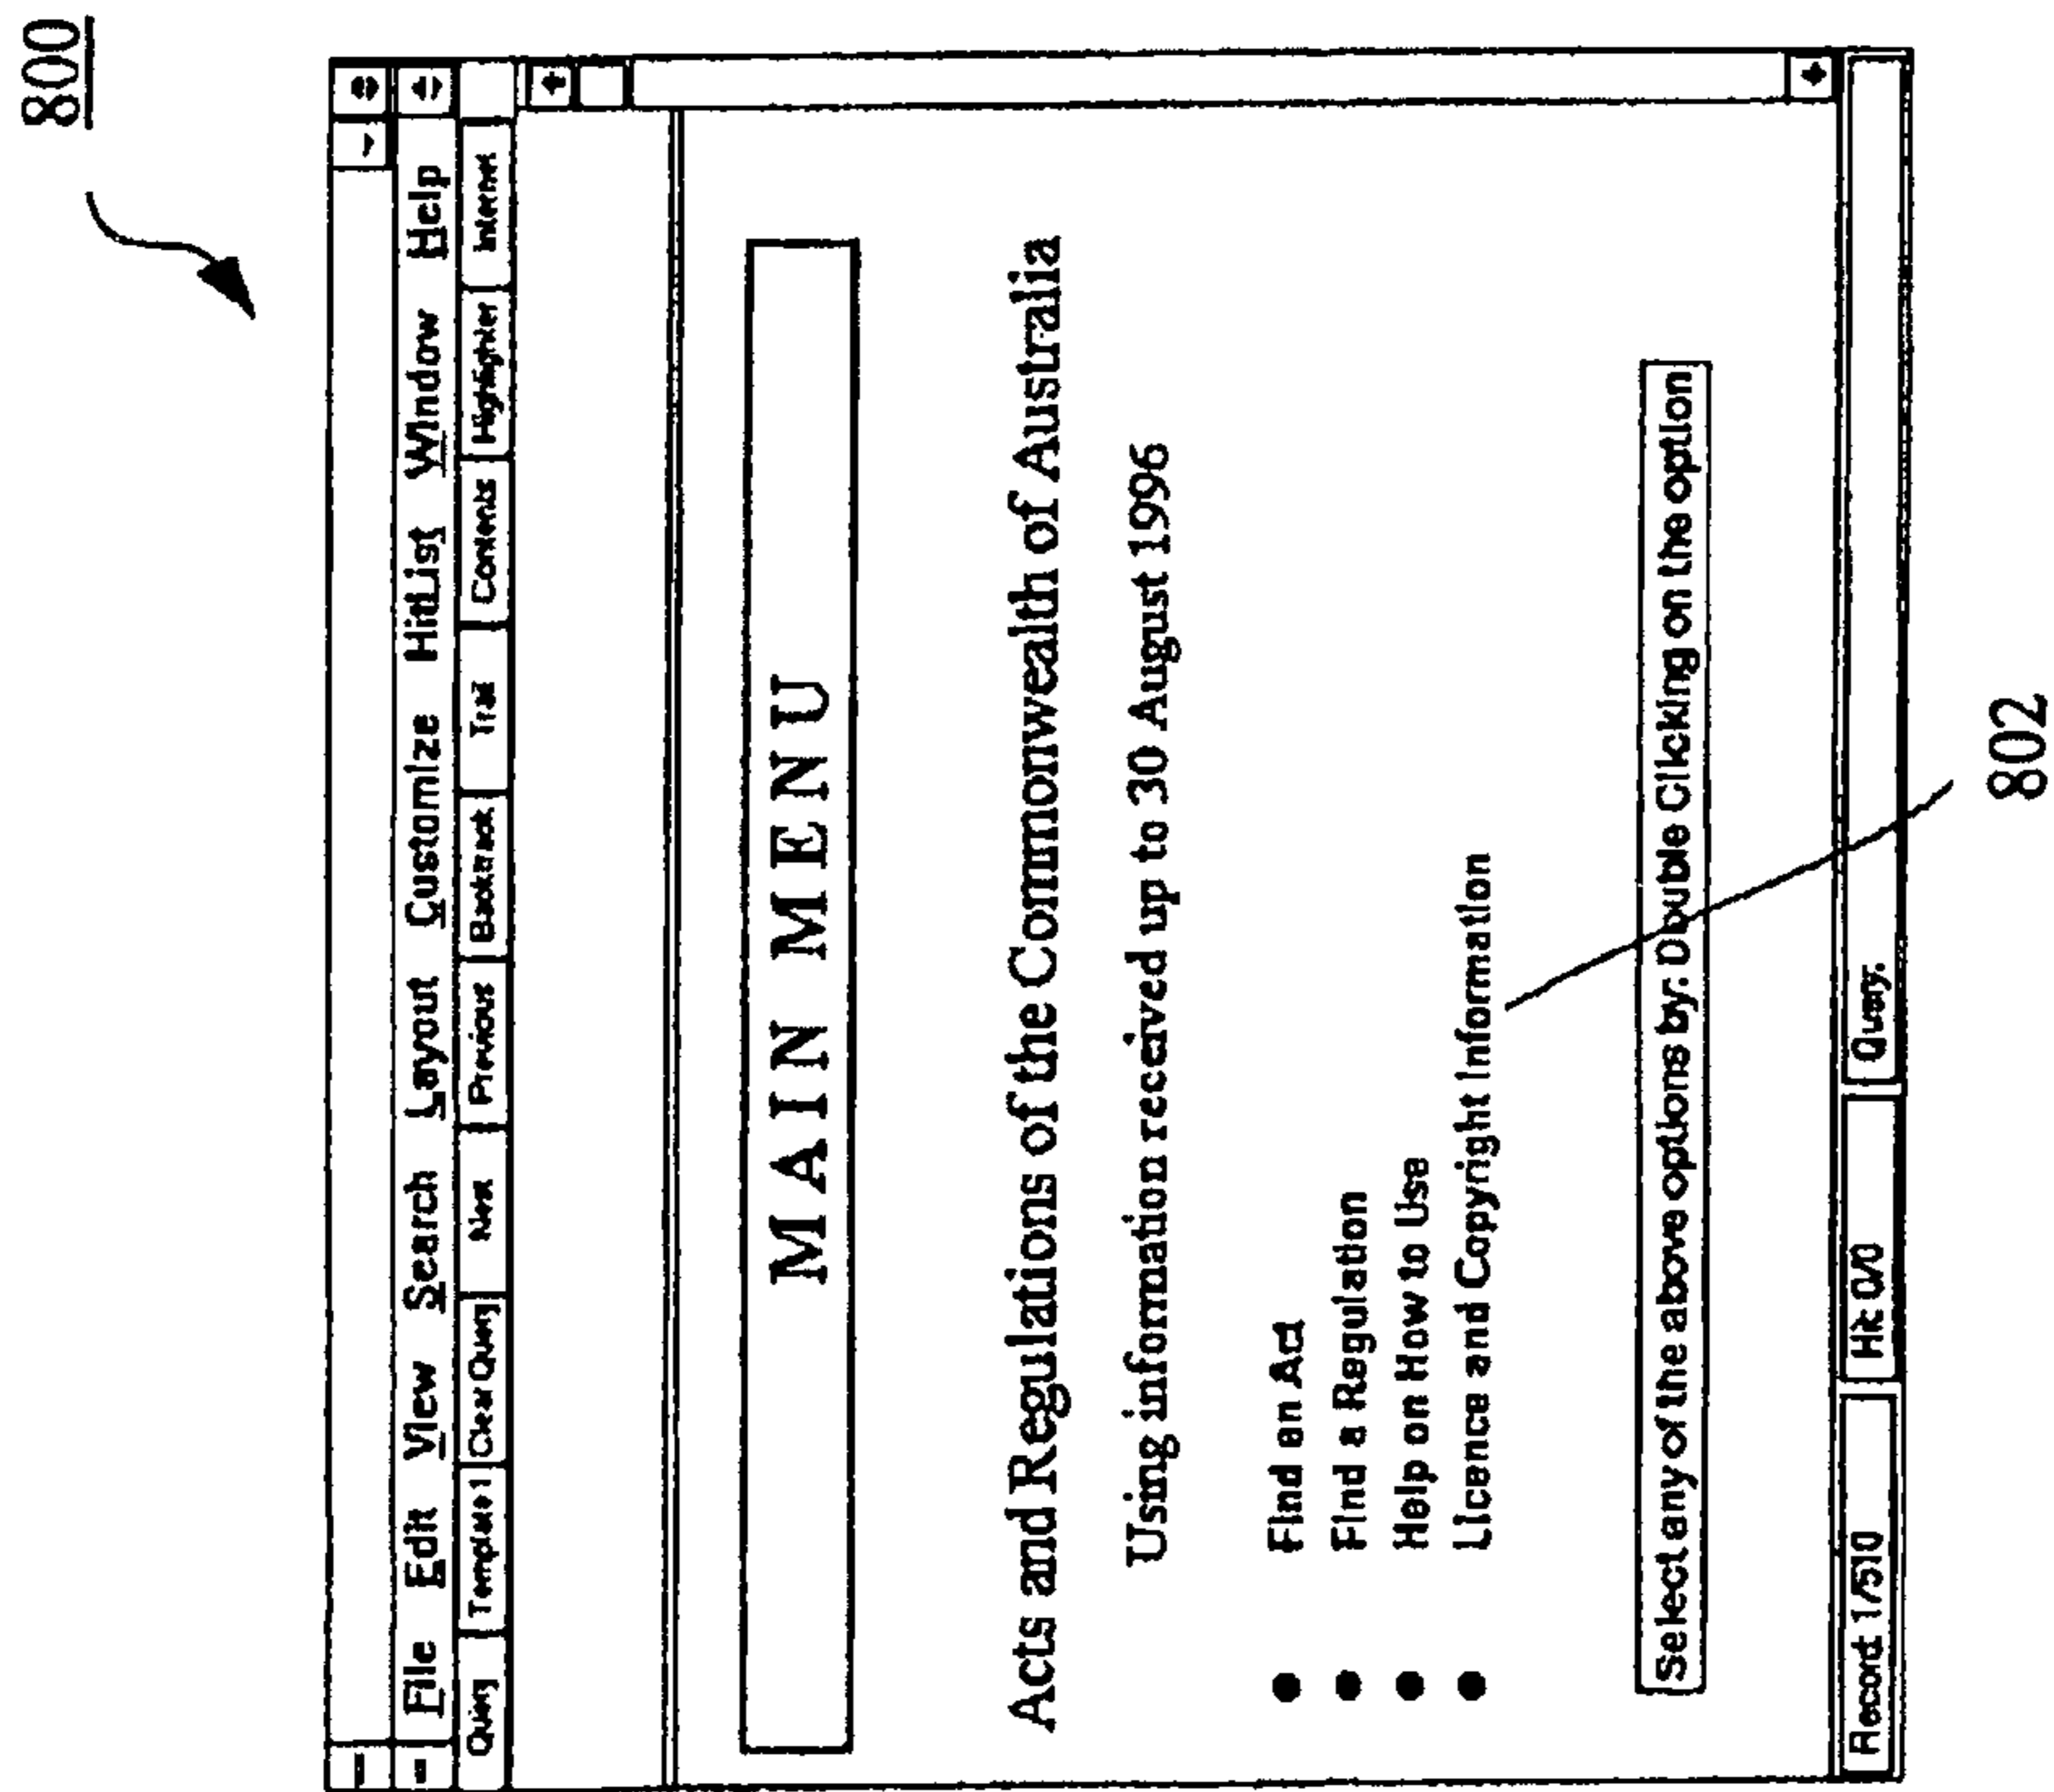 800
File Edit View Search Layout Customize HitList Window Help
Query Template 1 Clear Query Next Previous Backtrack Trail Contents Highlighter Internet
MAIN MENU
Acts and Regulations of the Commonwealth of Australia
Using information received up to 30 August 1996
● Find an Act
● Find a Regulation
● Help on How to Use
● Licence and Copyright Information
Select any of the above options by: Double Clicking on the option
Record: 1/510 Hit: 0/0 Query:
802